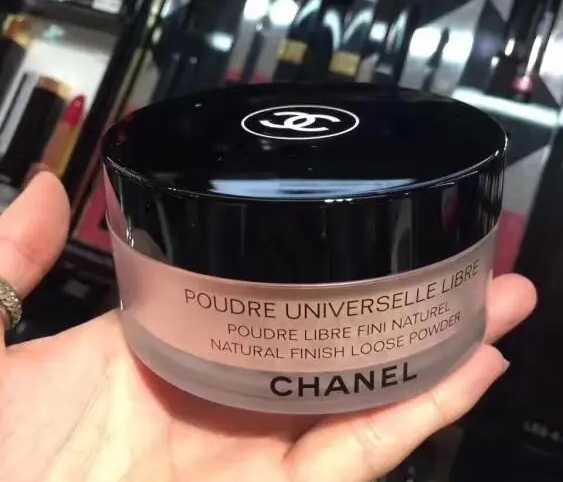 POUDRE UNIVERSELLE LIBRE
POUDRE LIBRE FINI NATUREL
NATURAL FINISH LOOSE POWDER
CHANEL